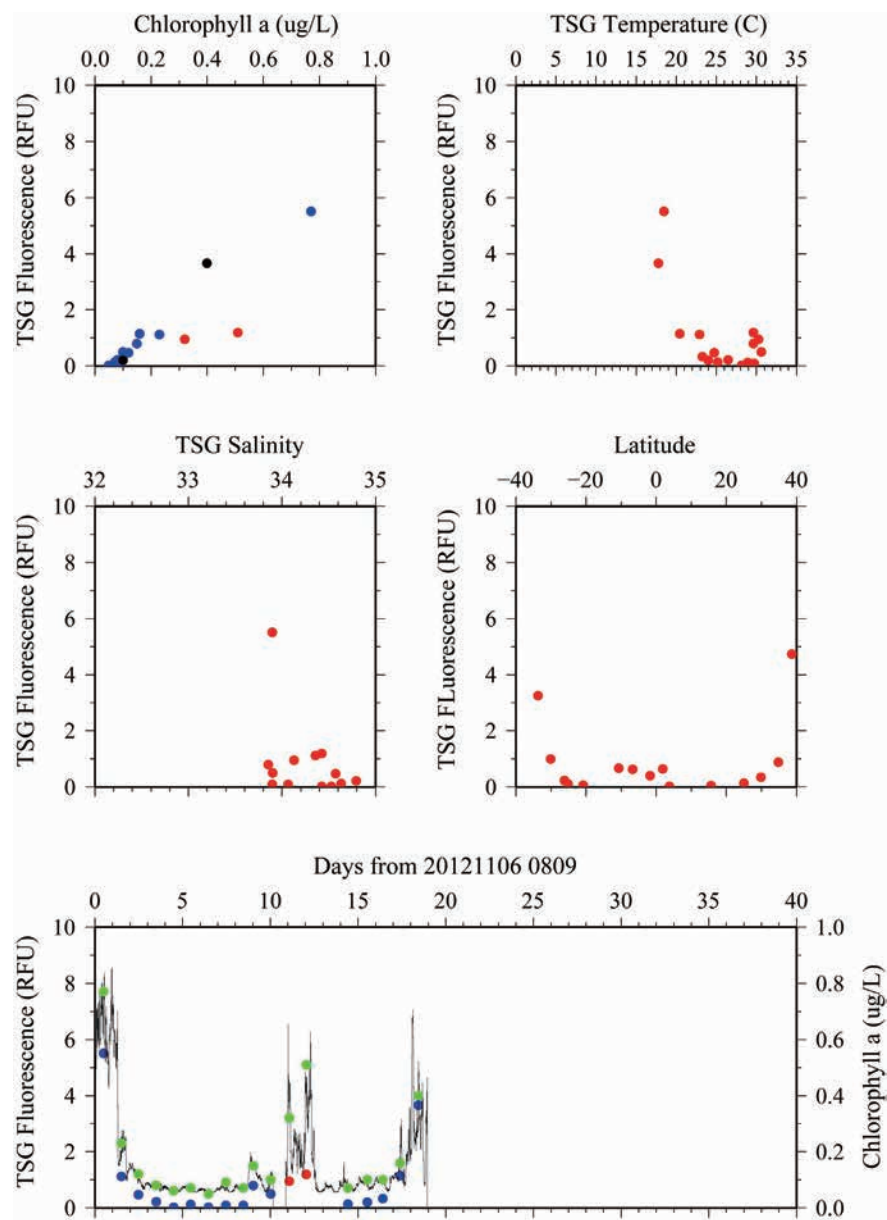 Chlorophyll a (ug/L)
0.0 0.2 0.4 0.6 0.8 1.0
TSG Fluorescence (RFU)
10
8
6
4
2
0
TSG Temperature (C)
0 5 10 15 20 25 30 35
TSG Fluorescence (RFU)
10
8
6
4
2
0
TSG Salinity
32 33 34 35
TSG Fluorescence (RFU)
10
8
6
4
2
0
Latitude
−40 −20 0 20 40
TSG FLuorescence (RFU)
10
8
6
4
2
0
Days from 20121106 0809
0 5 10 15 20 25 30 35 40
TSG Fluorescence (RFU)
10
8
6
4
2
0
1.0
0.8
0.6
0.4
0.2
0.0
Chlorophyll a (ug/L)